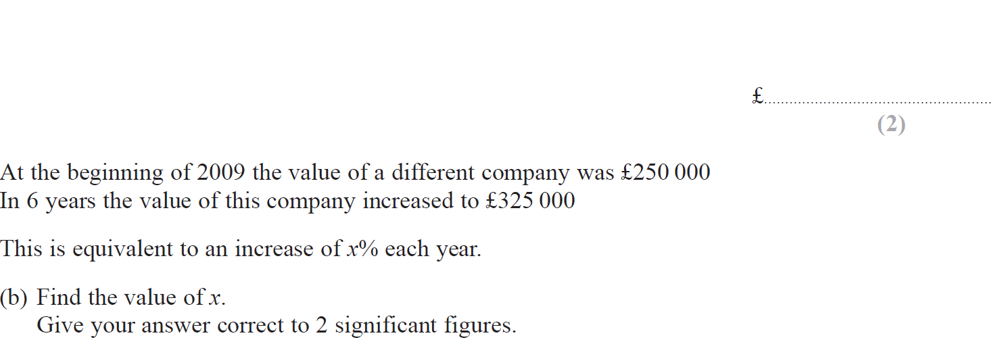 £..........................................................
(2)
At the beginning of 2009 the value of a different company was £250 000
In 6 years the value of this company increased to £325 000
This is equivalent to an increase of x% each year.
(b) Find the value of x.
Give your answer correct to 2 significant figures.